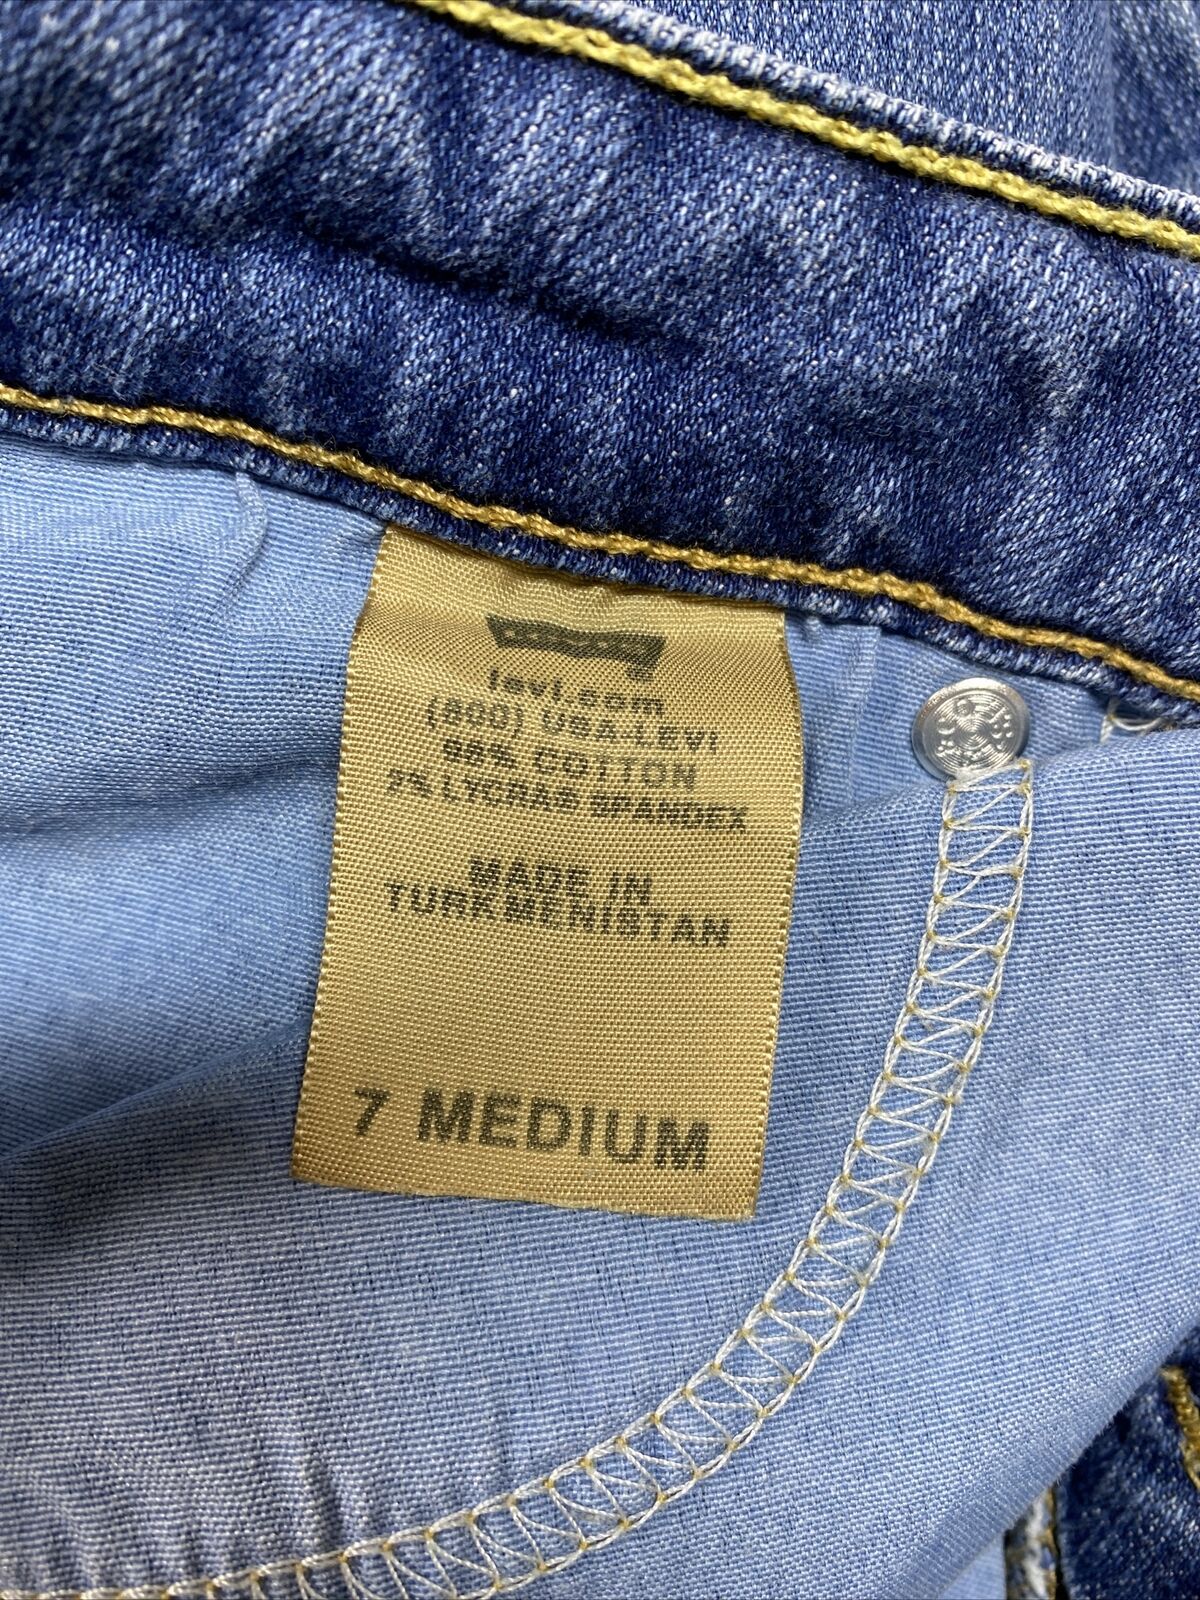 levi.com
(800) USA-LEVI
98% COTTON
2% LYCRA® SPANDEX
MADE IN
TURKMENISTAN
7 MEDIUM